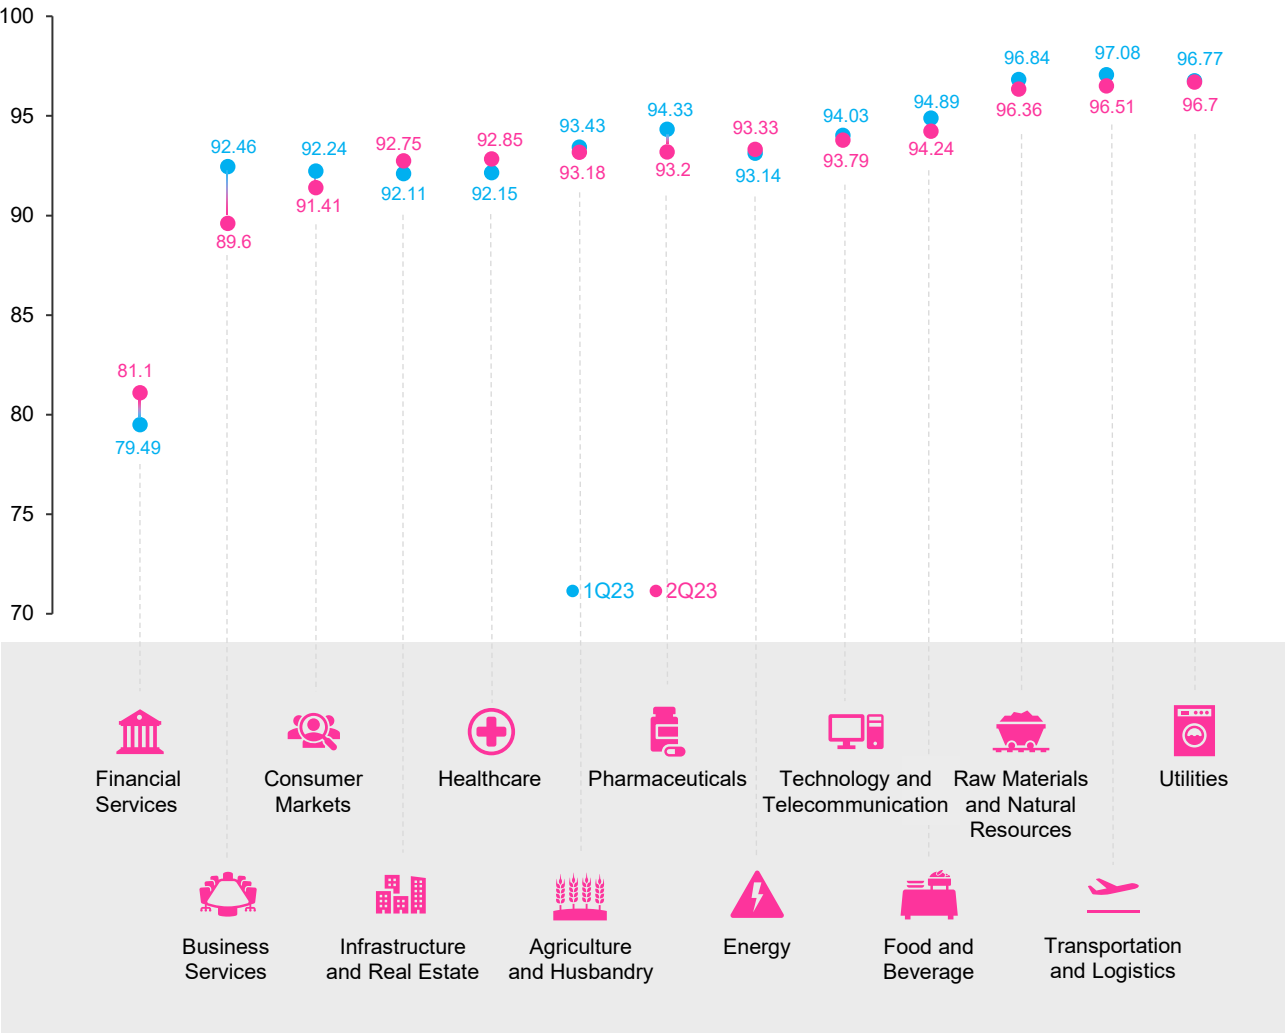 100
95
90
85
80
75
70
81.1
79.49
92.46
89.6
92.24
91.41
92.75
92.11
92.85
92.15
93.43
93.18
94.33
93.2
93.33
93.14
94.03
93.79
94.89
94.24
96.84
96.36
97.08
96.51
96.77
96.7
1Q23 2Q23
Financial
Services
Consumer
Markets
Healthcare
Pharmaceuticals
Technology and
Telecommunication
Raw Materials
and Natural
Resources
Utilities
Business
Services
Infrastructure
and Real Estate
Agriculture
and Husbandry
Energy
Food and
Beverage
Transportation
and Logistics